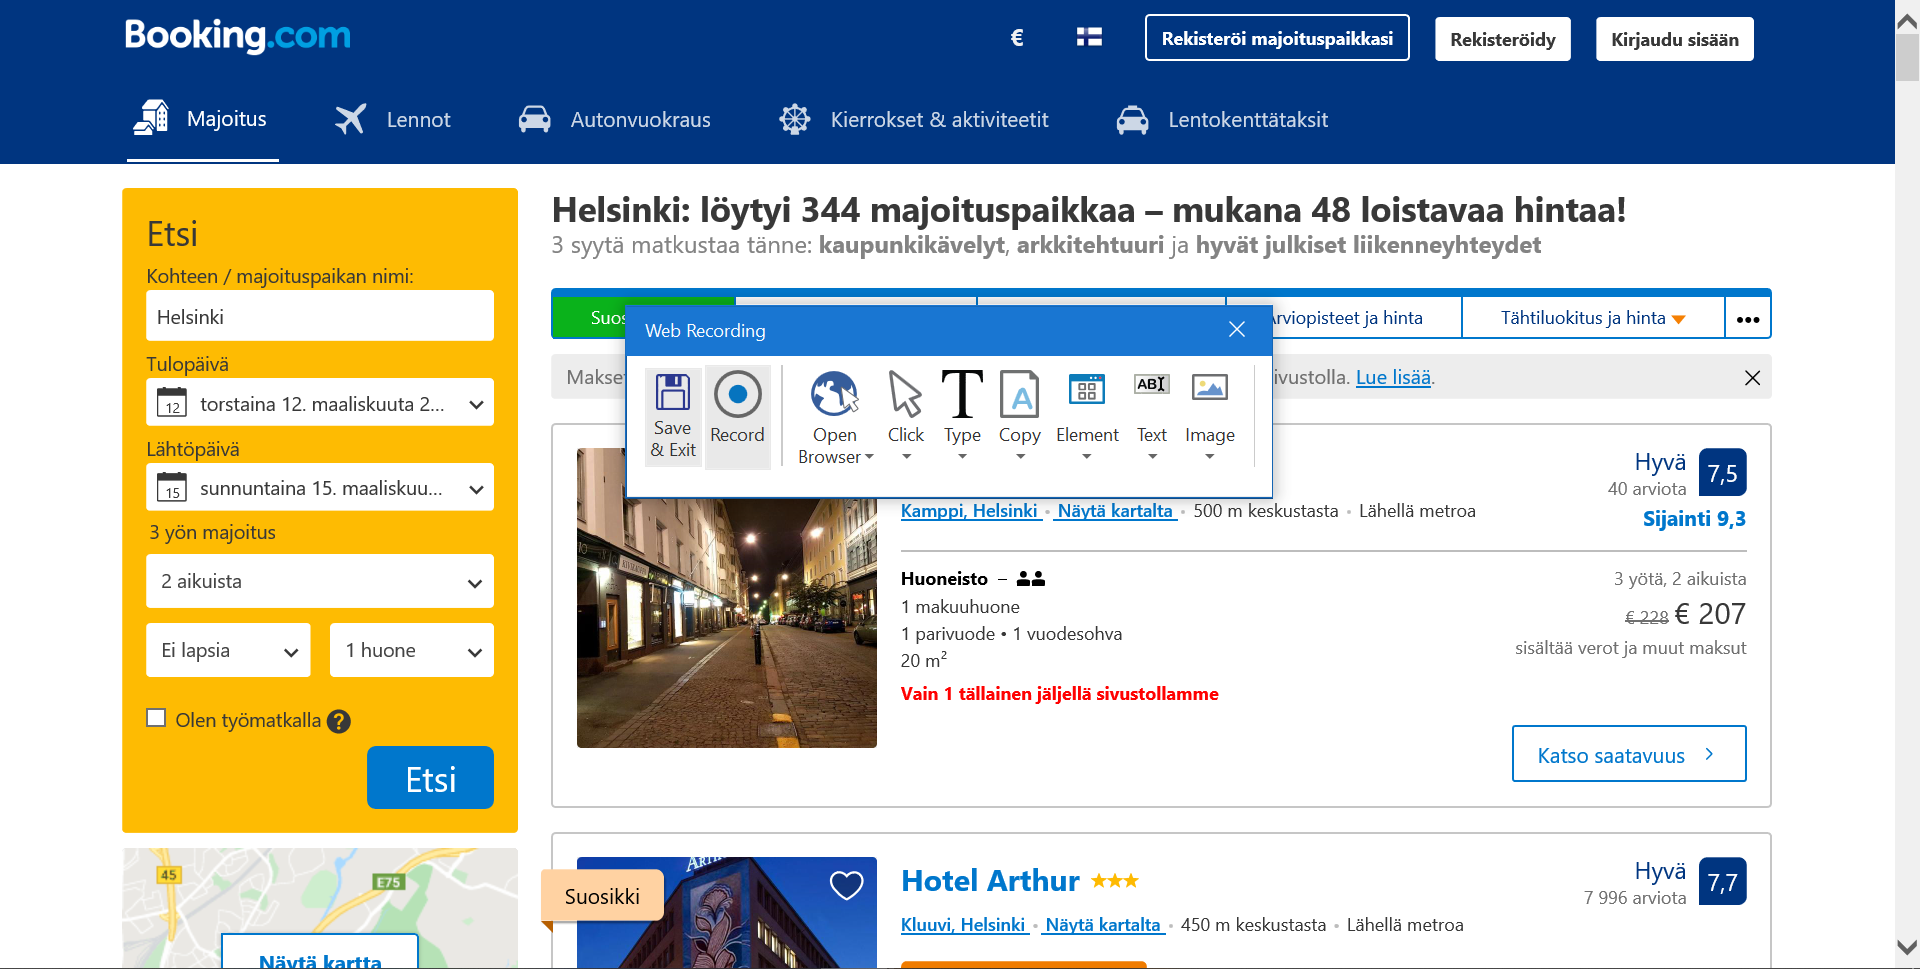 Booking.com
€
Rekisteröi majoituspaikkasi
Rekisteröidy
Kirjaudu sisään
Majoitus
Lennot
Autonvuokraus
Kierrokset & aktiviteetit
Lentokenttätaksit
Etsi
Kohteen / majoituspaikan nimi:
Helsinki
Tulopäivä
12
torstaina 12. maaliskuuta 2...
Lähtöpäivä
15
sunnuntaina 15. maaliskuu...
3 yön majoitus
2 aikuista
Ei lapsia
1 huone
Olen työmatkalla ?
Etsi
45
E75
Näytä kartta
Helsinki: löytyi 344 majoituspaikkaa – mukana 48 loistavaa hintaa!
3 syytä matkustaa tänne: kaupunkikävelyt, arkkitehtuuri ja hyvät julkiset liikenneyhteydet
Suos
rviopisteet ja hinta
Tähtiluokitus ja hinta
•••
Makset
ivustolla. Lue lisää.
Web Recording
Save
& Exit
Record
Open
Browser
Click
Type
Copy
Element
Text
Image
Hyvä
7,5
40 arviota
Sijainti 9,3
Kamppi, Helsinki • Näytä kartalta • 500 m keskustasta • Lähellä metroa
Huoneisto –
1 makuuhuone
1 parivuode • 1 vuodesohva
20 m²
Vain 1 tällainen jäljellä sivustollamme
3 yötä, 2 aikuista
€ 228 € 207
sisältää verot ja muut maksut
Katso saatavuus
Suosikki
Hotel Arthur
Kluuvi, Helsinki • Näytä kartalta • 450 m keskustasta • Lähellä metroa
Hyvä
7,7
7 996 arviota